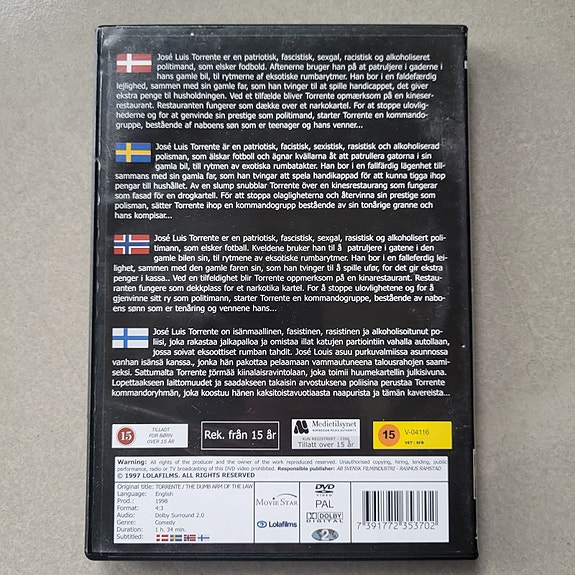 José Luis Torrente er en patriotisk, fascistisk, sexgal, racistisk og alkoholiseret
politimand, som elsker fodbold. Aftenerne bruger han på at patruljere i gaderne i
hans gamle bil, til rytmerne af eksotiske rumbarytmer. Han bor i en faldefærdig
lejlighed, sammen med sin gamle far, som han tvinger til at spille handicappet, det giver
ekstra penge til husholdningen. Ved et tilfælde bliver Torrente opmærksom på en kineser-
restaurant. Restauranten fungerer som dække over et narkokartel. For at stoppe ulovlig-
hederne og for at genvinde sin prestige som politimand, starter Torrente en kommando-
gruppe, bestående af naboens søn som er teenager og hans venner...
José Luis Torrente är en patriotisk, fascistisk, sexistisk, rasistisk och alkoholiserad
polisman, som älskar fotboll och ägnar kvällarna åt att patrullera gatorna i sin
gamla bil, till rytmen av exotiska rumbatakter. Han bor i en fallfärdig lägenhet till-
sammans med sin gamla far, som han tvingar att spela handikappad för att kunna tigga ihop
pengar till hushållet. Av en slump snubblar Torrente över en kinesrestaurang som fungerar
som fasad för en drogkartell. För att stoppa olagligheterna och återvinna sin prestige som
polisman, sätter Torrente ihop en kommandogrupp bestående av sin tonårige granne och
hans kompisar...
José Luis Torrente er en patriotisk, fascistisk, sexgal, rasistisk og alkoholisert poli-
timann, som elsker fotball. Kveldene bruker han til å patruljere i gatene i den
gamle bilen sin, til rytmene av eksotiske rumbarytmer. Han bor i en falleferdig lei-
lighet, sammen med den gamle faren sin, som han tvinger til å spille ufør, for det gir ekstra
penger i kassa.. Ved en tilfeldighet blir Torrente oppmerksom på en kinarestaurant. Restau-
ranten fungere som dekkplass for et narkotika kartel. For å stoppe ulovlighetene og for å
gjenvinne sitt ry som politimann, starter Torrente en kommandogruppe, bestående av nabo-
ens sønn som er tenåring og vennene hans...
José Luis Torrente on isänmaallinen, fasistinen, rasistinen ja alkoholisoitunut po-
liisi, joka rakastaa jalkapalloa ja omistaa illat katujen partiointiin vahalla autollaan,
jossa soivat eksoottiset rumban tahdit. José Louis asuu purkuvalmiissa asunnossa
vanhan isänsä kanssa., jonka hän pakottaa pelaamaan vammautuneena talousrahojen saami-
seksi. Sattumalta Torrente törmää kiinalaisravintolaan, joka toimii huumekartellin julkisivuna.
Lopettaakseen laittomuudet ja saadakseen takaisin arvostuksena poliisina perustaa Torrente
kommandoryhmän, joka koostuu hänen kaksitoistavuotiaasta naapurista ja tämän kavereista...
15
TILLADT
FOR BØRN
OVER 15 ÅR
Rek. från 15 år
Medietilsynet
Tillatt over 15 år
15
V-04116
Warning: All rights of the producer and the owner of the work reproduced reserved. Unauthorised copying, hiring, lending, public
performance, radio or TV broadcasting of this DVD video prohibited. Responsible publisher: AB SVENSK FILMINDUSTRI - RASMUS RAMSTAD
© 1997 LOLAFILMS. ALL RIGHTS RESERVED
Original Title: TORRENTE / THE DUMB ARM OF THE LAW
Language: English
Prod.: 1998
Format: 4:3
Audio: Dolby Surround 2.0
Genre: Comedy
Duration: 1 h. 34 min.
Subtitled:
MOVIE STAR
Lolafilms
DVD
VIDEO
PAL
DOLBY
DIGITAL
2
7 391772 353702